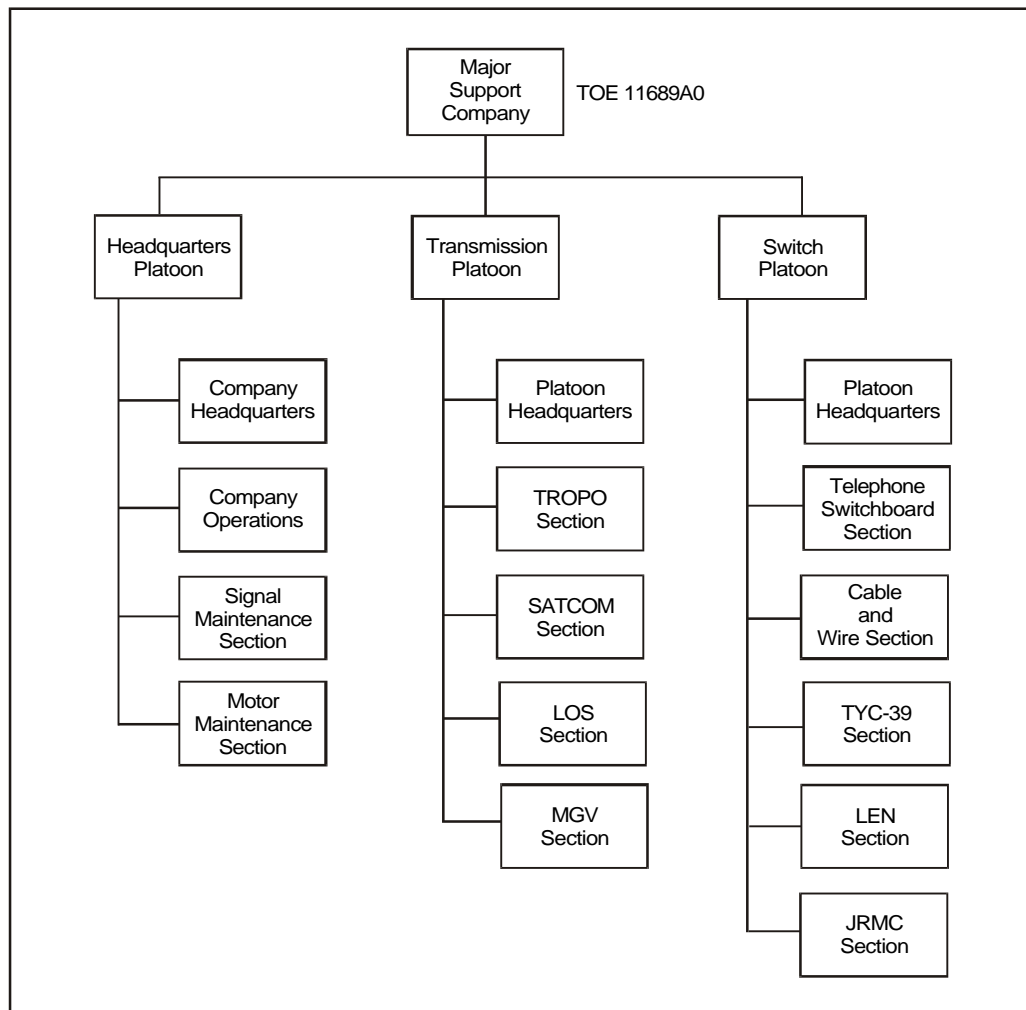 Major
Support
Company
TOE 11689A0
Headquarters
Platoon
Transmission
Platoon
Switch
Platoon
Company
Headquarters
Company
Operations
Signal
Maintenance
Section
Motor
Maintenance
Section
Platoon
Headquarters
TROPO
Section
SATCOM
Section
LOS
Section
MGV
Section
Platoon
Headquarters
Telephone
Switchboard
Section
Cable
and
Wire Section
TYC-39
Section
LEN
Section
JRMC
Section